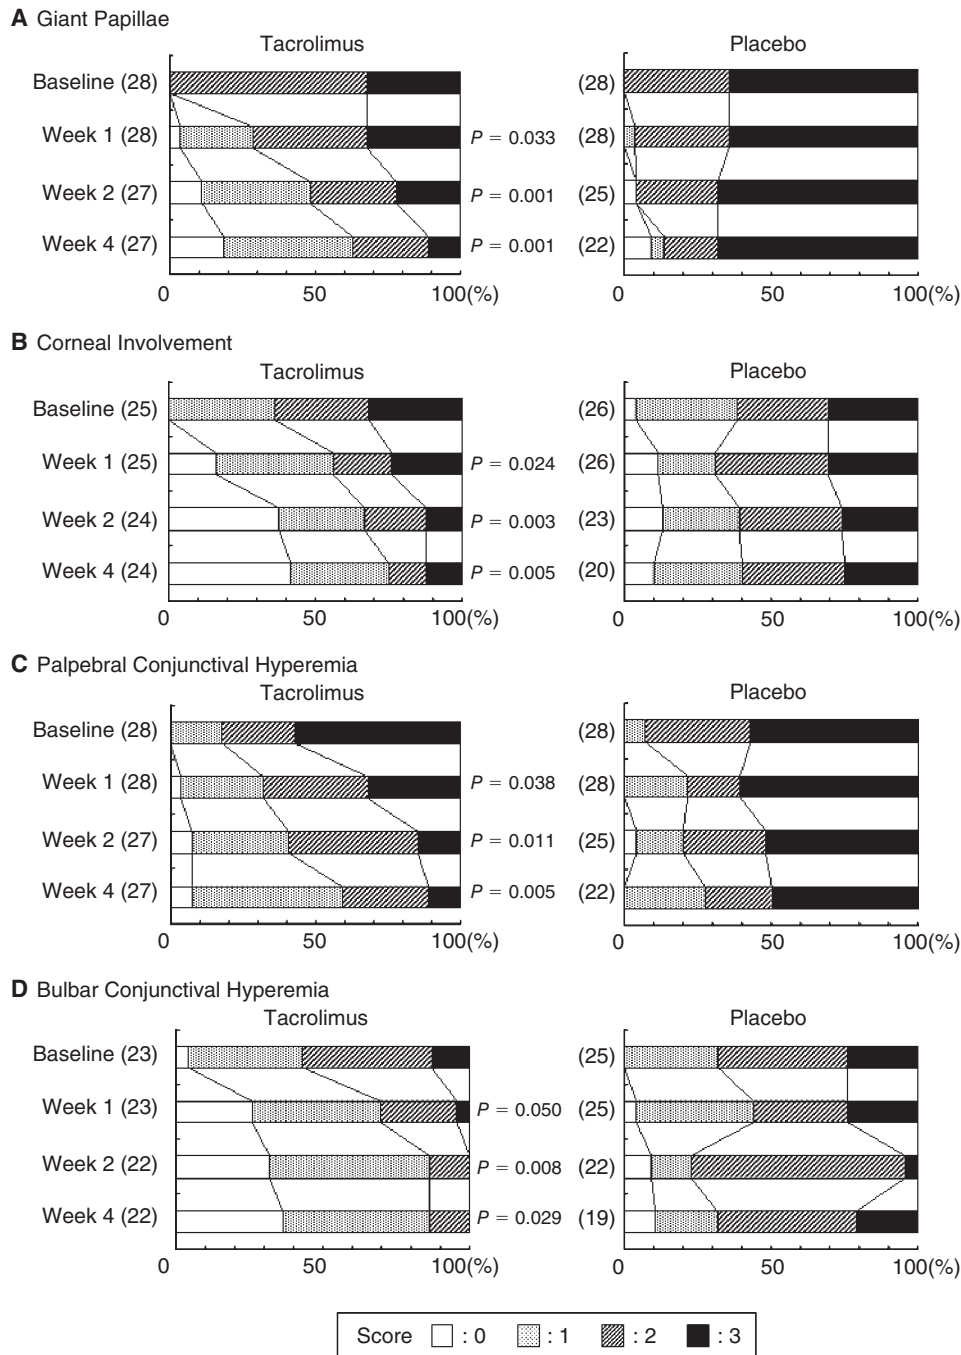 A Giant Papillae
Tacrolimus Placebo
Baseline (28) (28)
Week 1 (28) P = 0.033 (28)
Week 2 (27) P = 0.001 (25)
Week 4 (27) P = 0.001 (22)
0 50 100(%) 0 50 100(%)
B Corneal Involvement
Tacrolimus Placebo
Baseline (25) (26)
Week 1 (25) P = 0.024 (26)
Week 2 (24) P = 0.003 (23)
Week 4 (24) P = 0.005 (20)
0 50 100(%) 0 50 100(%)
C Palpebral Conjunctival Hyperemia
Tacrolimus Placebo
Baseline (28) (28)
Week 1 (28) P = 0.038 (28)
Week 2 (27) P = 0.011 (25)
Week 4 (27) P = 0.005 (22)
0 50 100(%) 0 50 100(%)
D Bulbar Conjunctival Hyperemia
Tacrolimus Placebo
Baseline (23) (25)
Week 1 (23) P = 0.050 (25)
Week 2 (22) P = 0.008 (22)
Week 4 (22) P = 0.029 (19)
0 50 100(%) 0 50 100(%)
Score : 0 : 1 : 2 : 3